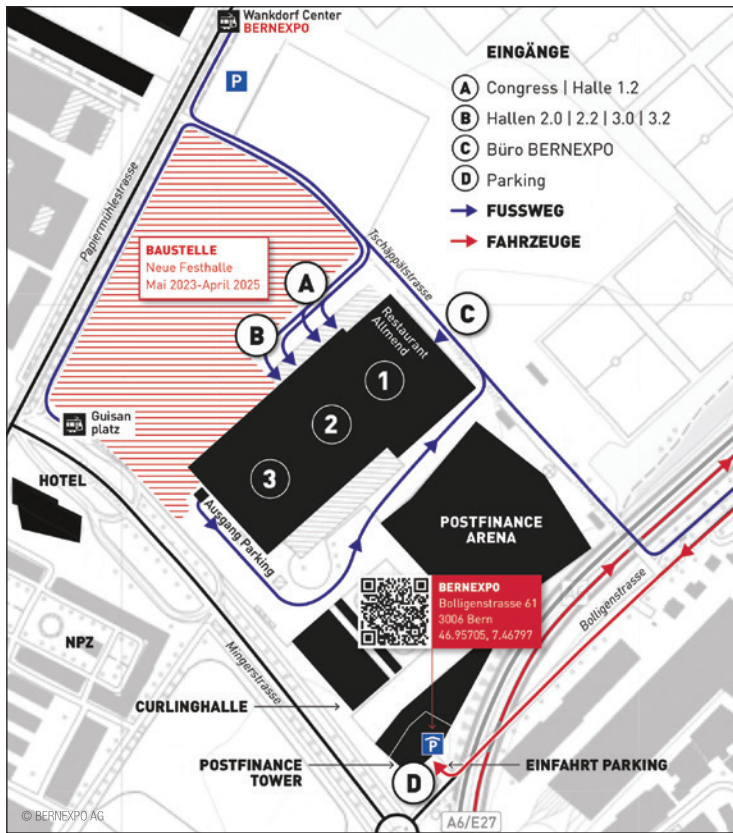 Wankdorf Center
BERNEXPO
P
EINGÄNGE
A Congress | Halle 1.2
B Hallen 2.0 | 2.2 | 3.0 | 3.2
C Büro BERNEXPO
D Parking
FUSSWEG
FAHRZEUGE
Papiermühlestrasse
Tschäppätstrasse
BAUSTELLE
Neue Festhalle
Mai 2023-April 2025
A
B
C
Restaurant
Allmend
1
2
3
Guisan
platz
HOTEL
Ausgang Parking
POSTFINANCE
ARENA
BERNEXPO
Bolligenstrasse 61
3006 Bern
46.95705, 7.46797
Bolligenstrasse
NPZ
Mingerstrasse
CURLINGHALLE
P
POSTFINANCE
TOWER
D
EINFAHRT PARKING
© BERNEXPO AG
A6/E27